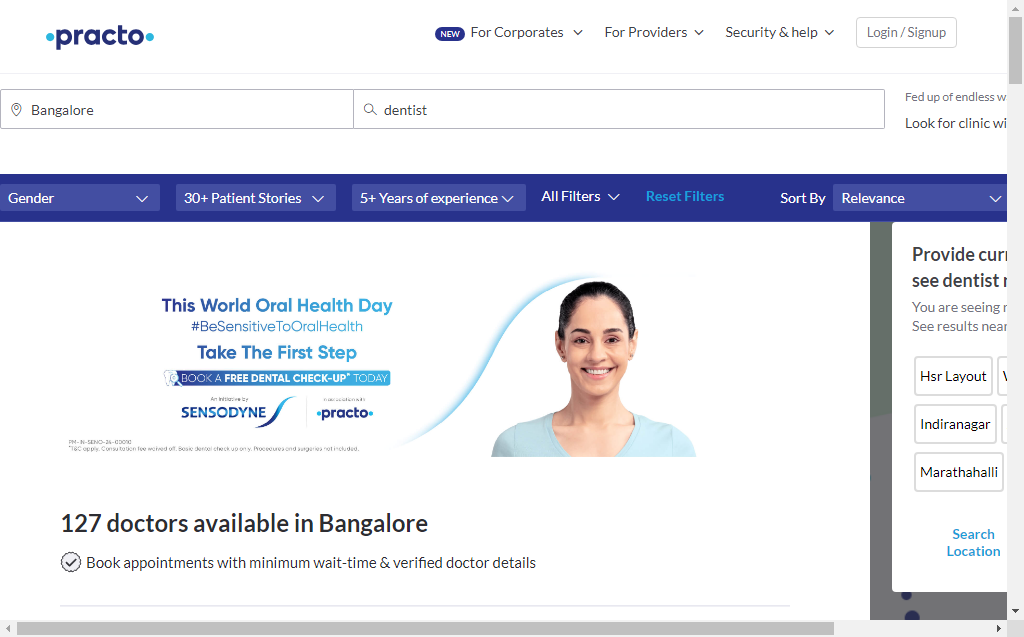 practo
NEW For Corporates
For Providers
Security & help
Login / Signup
Bangalore
dentist
Fed up of endless w
Look for clinic wi
Gender
30+ Patient Stories
5+ Years of experience
All Filters
Reset Filters
Sort By
Relevance
This World Oral Health Day
#BeSensitiveToOralHealth
Take The First Step
BOOK A FREE DENTAL CHECK-UP* TODAY
An Initiative by
SENSODYNE
In association with
practo
PM-IN-SENO-24-00010
*T&C apply. Consultation fee waived off. Basic dental check up only. Procedures and surgeries not included.
Provide curr
see dentist n
You are seeing r
See results near
Hsr Layout
Indiranagar
Marathahalli
Search
Location
127 doctors available in Bangalore
Book appointments with minimum wait-time & verified doctor details